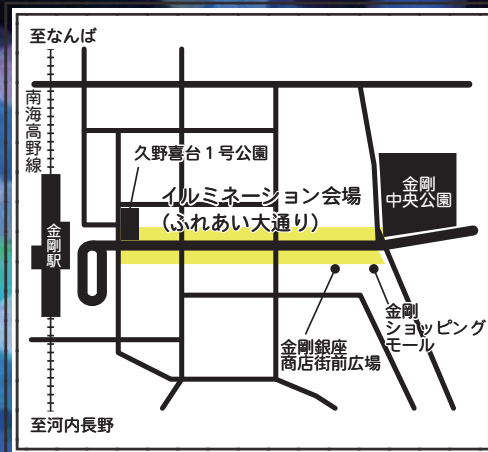 至なんば
南海高野線
久野喜台１号公園
イルミネーション会場
（ふれあい大通り）
金剛
中央公園
金剛駅
金剛
ショッピング
モール
金剛銀座
商店街前広場
至河内長野